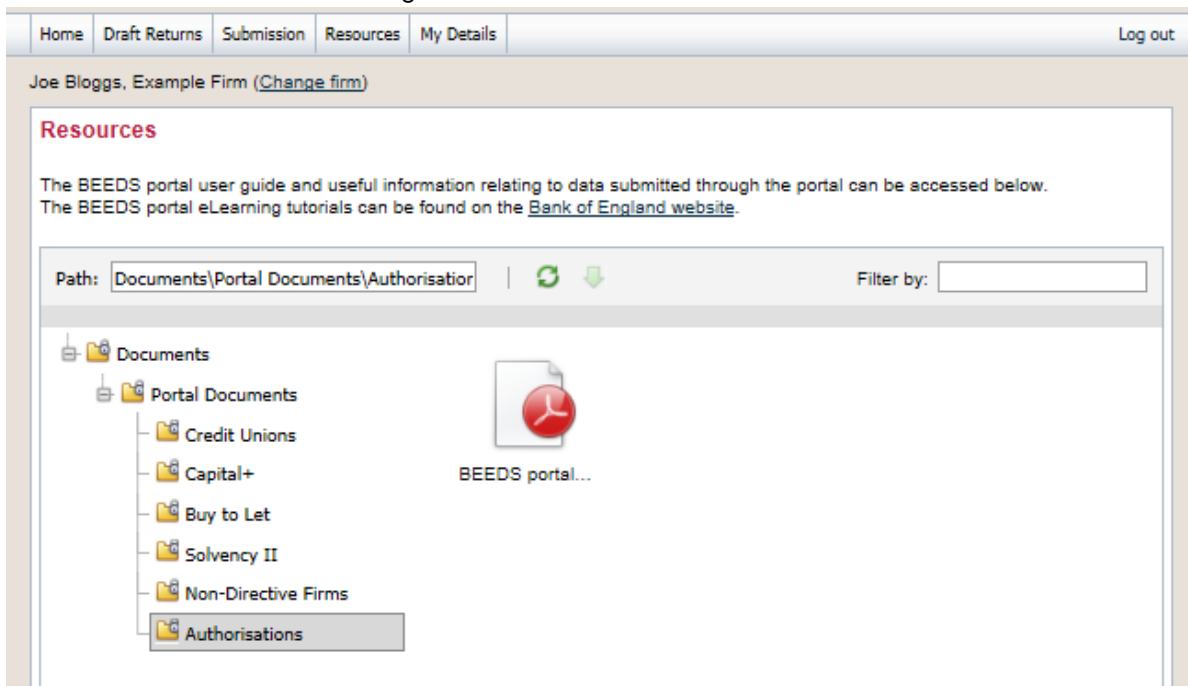 Home Draft Returns Submission Resources My Details Log out
Joe Bloggs, Example Firm (Change firm)
Resources
The BEEDS portal user guide and useful information relating to data submitted through the portal can be accessed below.
The BEEDS portal eLearning tutorials can be found on the Bank of England website.
Path: Documents\Portal Documents\Authorisation Filter by:
Documents
Portal Documents
Credit Unions
Capital+
Buy to Let
Solvency II
Non-Directive Firms
Authorisations
BEEDS portal...